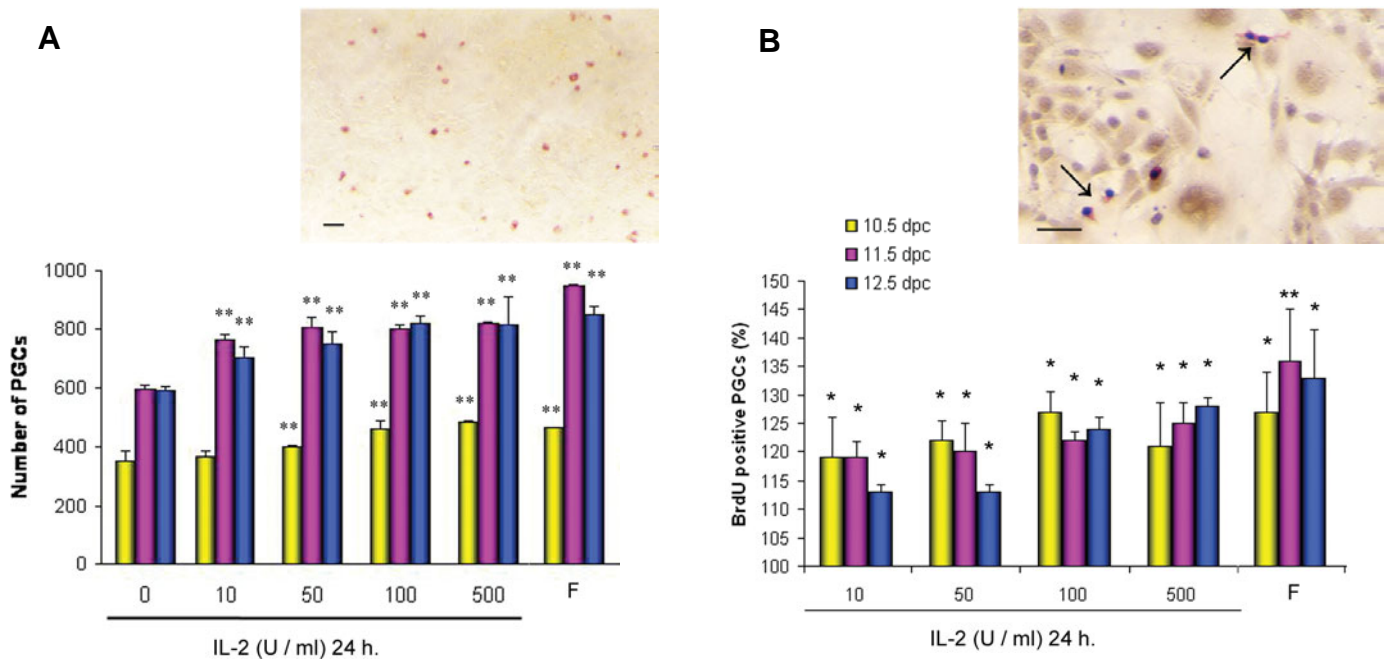 A
Number of PGCs
1000
800
600
400
200
0
** ** ** ** ** ** ** ** ** ** ** ** ** **
0 10 50 100 500 F
IL-2 (U / ml) 24 h.
B
10.5 dpc
11.5 dpc
12.5 dpc
BrdU positive PGCs (%)
150
145
140
135
130
125
120
115
110
105
100
* * * * * * * * * * * * * ** *
10 50 100 500 F
IL-2 (U / ml) 24 h.